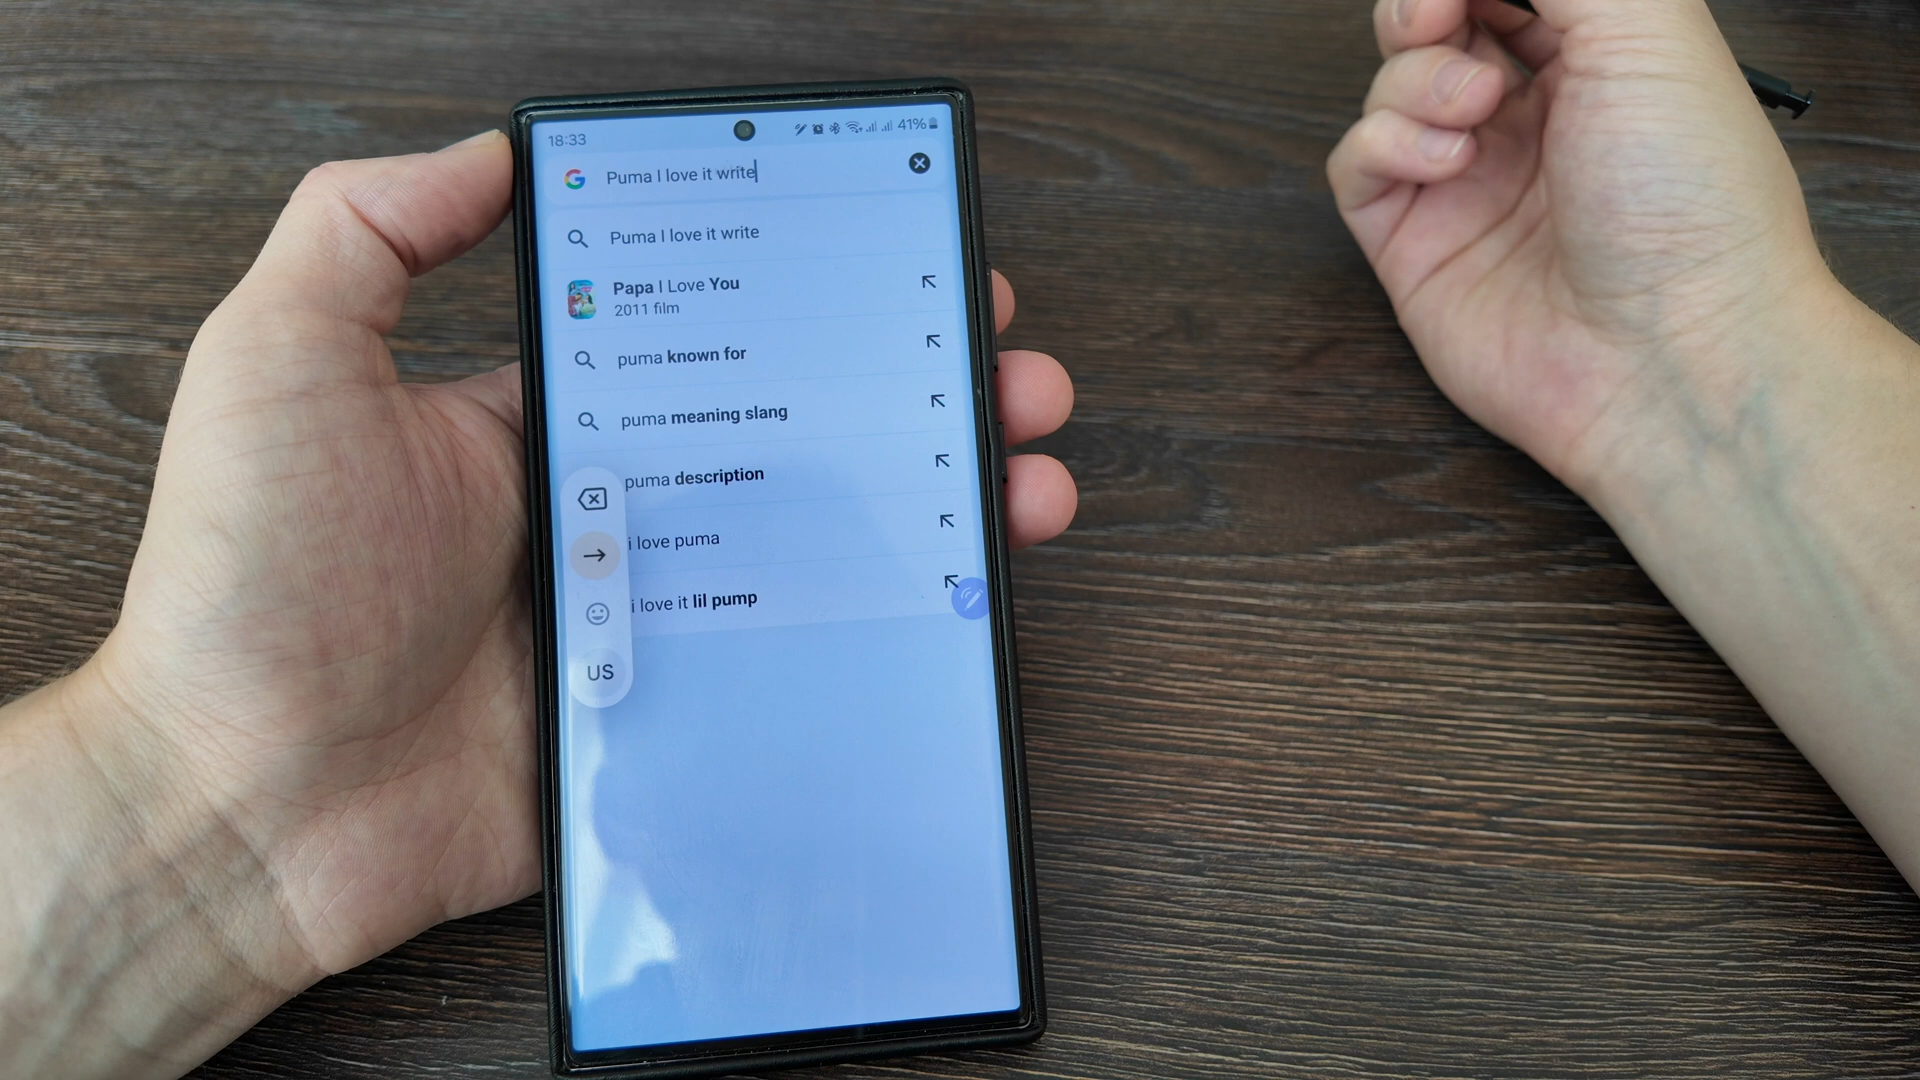 18:33 41%
Puma I love it write
Puma I love it write
Papa I Love You
2011 film
puma known for
puma meaning slang
puma description
i love puma
i love it lil pump
US